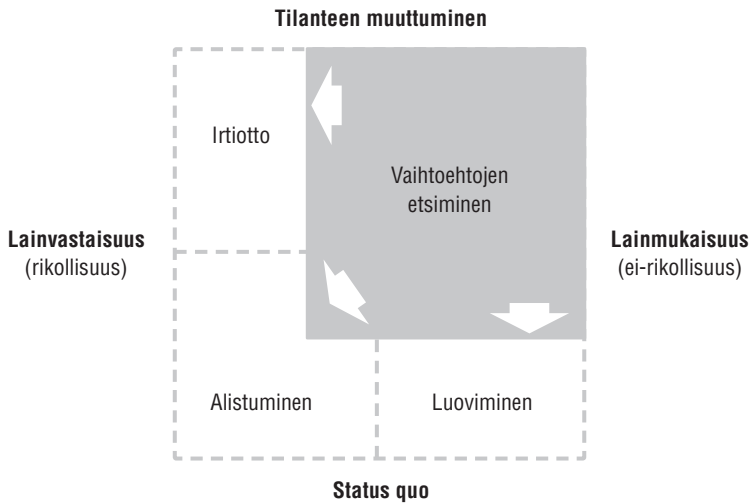 Tilanteen muuttuminen
Irtiotto
Vaihtoehtojen
etsiminen
Lainvastaisuus
(rikollisuus)
Lainmukaisuus
(ei-rikollisuus)
Alistuminen
Luoviminen
Status quo